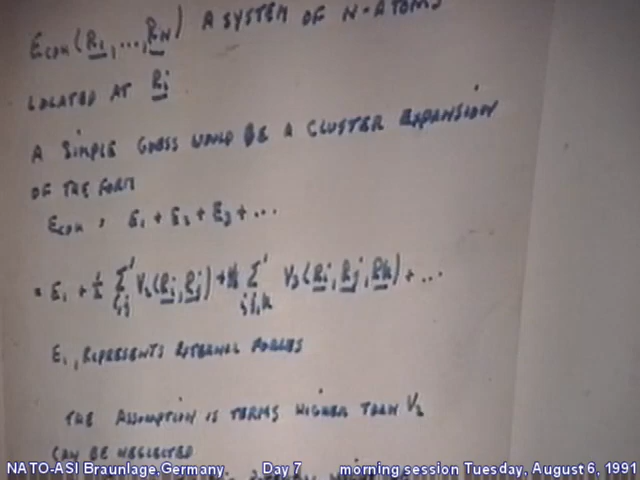 E_COH (R_1, ..., R_N) A SYSTEM OF N-ATOMS
LOCATED AT R_i
A SIMPLE GUESS WOULD BE A CLUSTER EXPANSION
OF THE FORM
E_COH = E_1 + E_2 + E_3 + ...
= E_1 + 1/2 Σ'_{i,j} V_2(R_i, R_j) + Σ'_{i,j,k} V_3(R_i, R_j, R_k) + ...
E_1, REPRESENTS EXTERNAL FORCES
THE ASSUMPTION IS TERMS HIGHER THAN V_2
CAN BE NEGLECTED
NATO-ASI Braunlage,Germany Day 7 morning session Tuesday, August 6, 1991